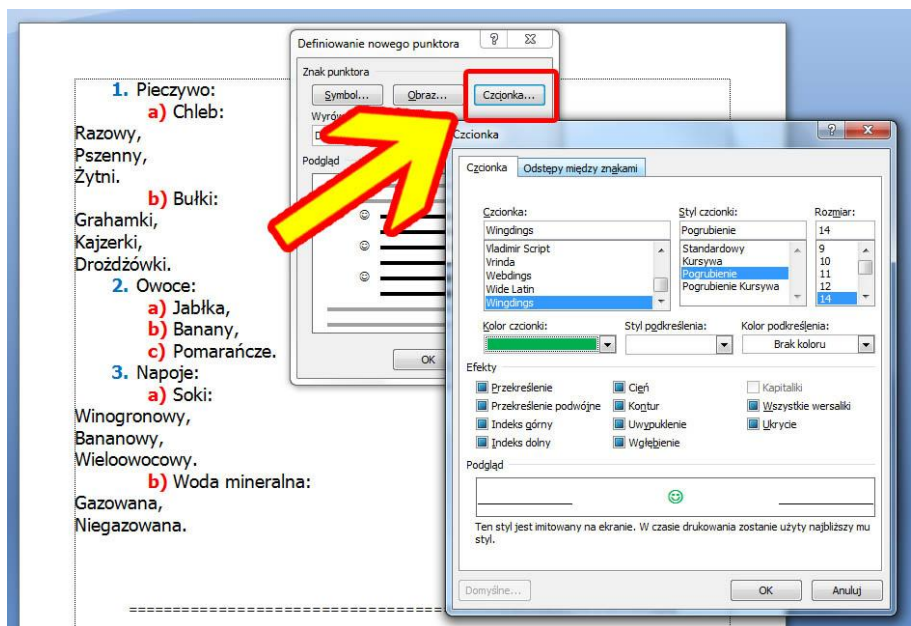 1. Pieczywo:
a) Chleb:
Razowy,
Pszenny,
Żytni.
b) Bułki:
Grahamki,
Kajzerki,
Drożdżówki.
2. Owoce:
a) Jabłka,
b) Banany,
c) Pomarańcze.
3. Napoje:
a) Soki:
Winogronowy,
Bananowy,
Wieloowocowy.
b) Woda mineralna:
Gazowana,
Niegazowana.
==========================================================
Definiowanie nowego punktora
Znak punktora
Symbol... Obraz... Czcionka...
Podgląd
OK
Czcionka
Czcionka Odstępy między znakami
Czcionka: Styl czcionki: Rozmiar:
Wingdings Pogrubienie 14
Vladimir Script Standardowy 9
Vrinda Kursywa 10
Webdings Pogrubienie 11
Wide Latin Pogrubienie Kursywa 12
Wingdings 14
Kolor czcionki: Styl podkreślenia: Kolor podkreślenia:
Brak koloru
Efekty
Przekreślenie Cień Kapitaliki
Przekreślenie podwójne Kontur Wszystkie wersaliki
Indeks górny Uwypuklenie Ukrycie
Indeks dolny Wgłębienie
Podgląd
Ten styl jest imitowany na ekranie. W czasie drukowania zostanie użyty najbliższy mu
styl.
Domyślne... OK Anuluj